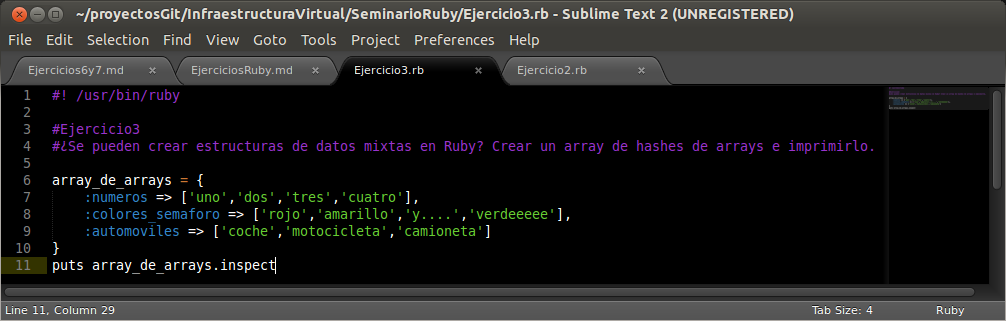 ~/proyectosGit/InfraestructuraVirtual/SeminarioRuby/Ejercicio3.rb - Sublime Text 2 (UNREGISTERED)
File Edit Selection Find View Goto Tools Project Preferences Help
Ejercicios6y7.md × EjerciciosRuby.md × Ejercicio3.rb × Ejercicio2.rb ×
1 #! /usr/bin/ruby
2
3 #Ejercicio3
4 #¿Se pueden crear estructuras de datos mixtas en Ruby? Crear un array de hashes de arrays e imprimirlo.
5
6 array_de_arrays = {
7     :numeros => ['uno','dos','tres','cuatro'],
8     :colores_semaforo => ['rojo','amarillo','y....','verdeeeee'],
9     :automoviles => ['coche','motocicleta','camioneta']
10 }
11 puts array_de_arrays.inspect
Line 11, Column 29 Tab Size: 4 Ruby